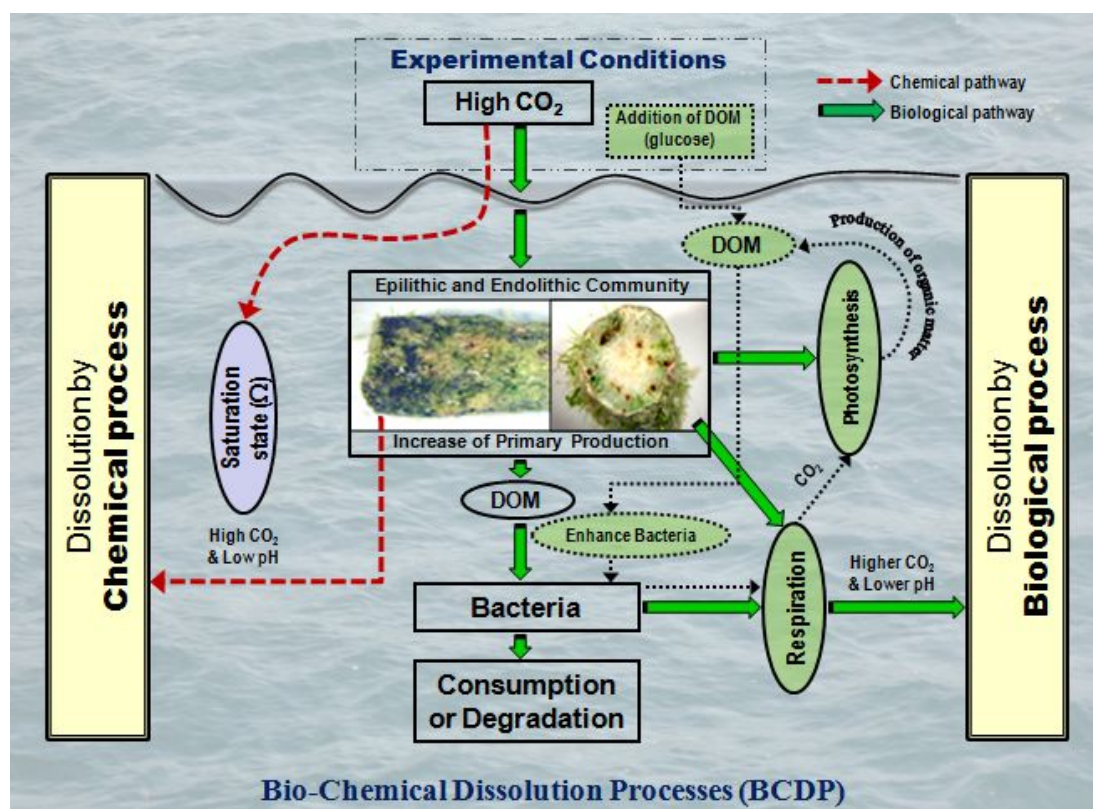 Experimental Conditions
High CO₂
Addition of DOM
(glucose)
Chemical pathway
Biological pathway
DOM
Production of organic matter
Epilithic and Endolithic Community
Increase of Primary Production
Photosynthesis
Saturation
state (Ω)
High CO₂
& Low pH
DOM
CO₂
Enhance Bacteria
Bacteria
Respiration
Higher CO₂
& Lower pH
Consumption
or Degradation
Dissolution by
Chemical process
Dissolution by
Biological process
Bio-Chemical Dissolution Processes (BCDP)